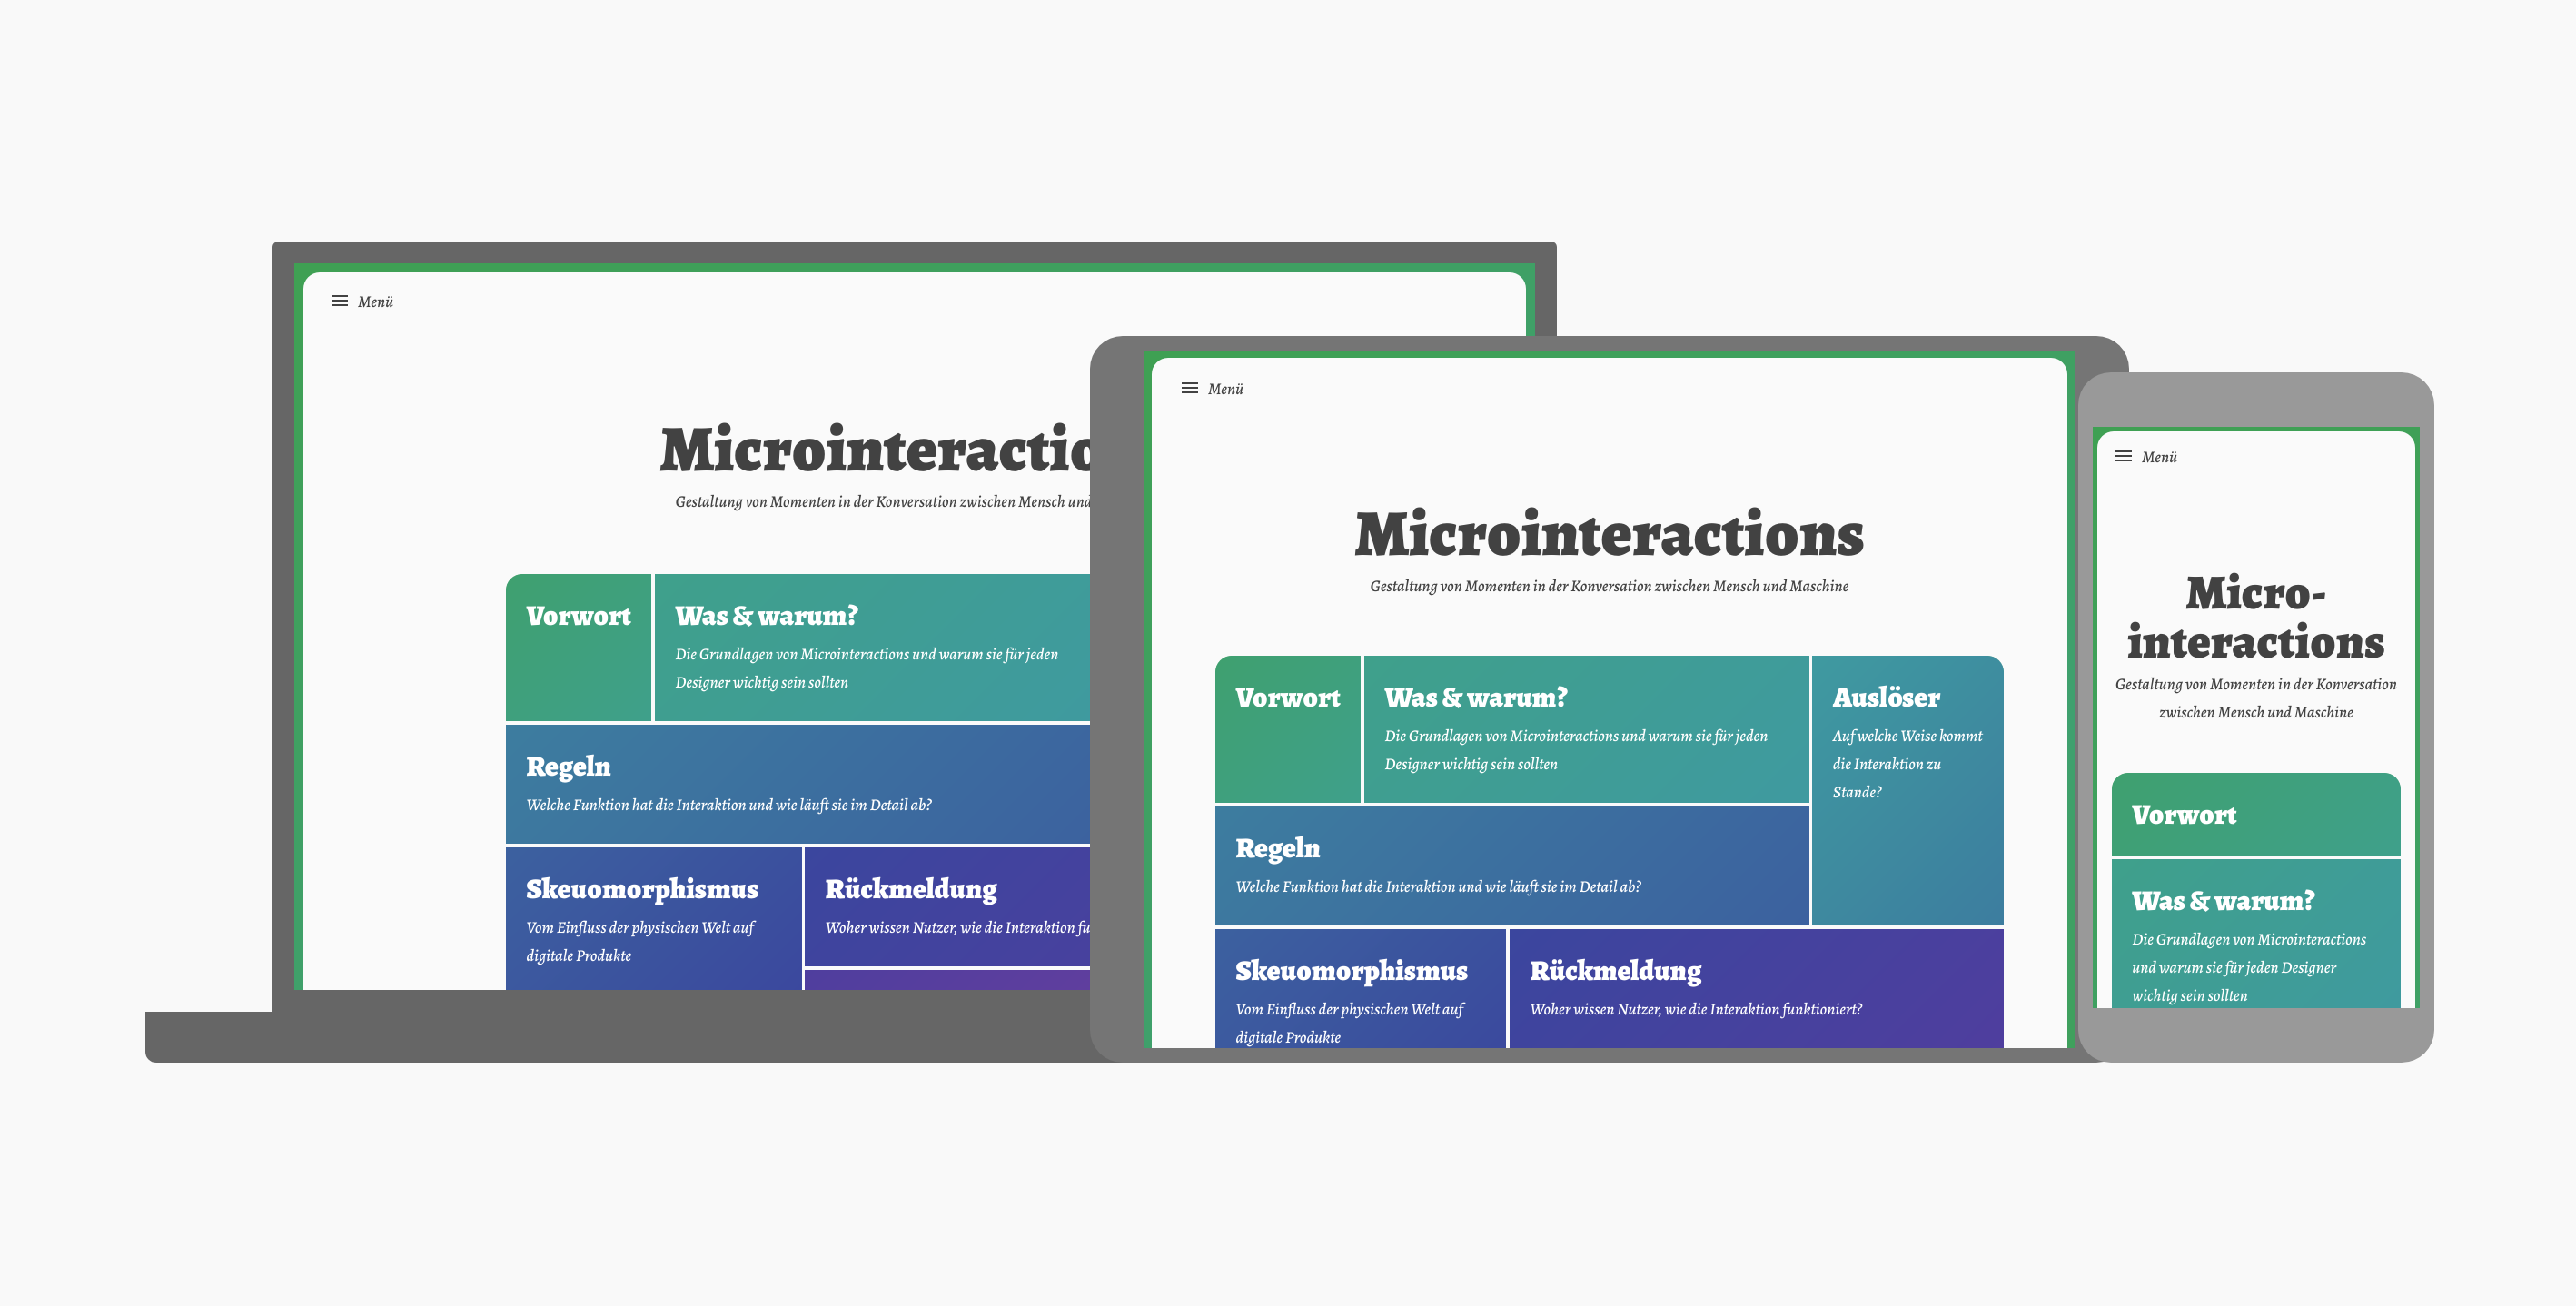 Menü
Microinteractio
Gestaltung von Momenten in der Konversation zwischen Mensch und
Vorwort
Was & warum?
Die Grundlagen von Microinteractions und warum sie für jeden
Designer wichtig sein sollten
Regeln
Welche Funktion hat die Interaktion und wie läuft sie im Detail ab?
Skeuomorphismus
Vom Einfluss der physischen Welt auf
digitale Produkte
Rückmeldung
Woher wissen Nutzer, wie die Interaktion fu
Menü
Microinteractions
Gestaltung von Momenten in der Konversation zwischen Mensch und Maschine
Vorwort
Was & warum?
Die Grundlagen von Microinteractions und warum sie für jeden
Designer wichtig sein sollten
Auslöser
Auf welche Weise kommt
die Interaktion zu
Stande?
Regeln
Welche Funktion hat die Interaktion und wie läuft sie im Detail ab?
Skeuomorphismus
Vom Einfluss der physischen Welt auf
digitale Produkte
Rückmeldung
Woher wissen Nutzer, wie die Interaktion funktioniert?
Menü
Micro-
interactions
Gestaltung von Momenten in der Konversation
zwischen Mensch und Maschine
Vorwort
Was & warum?
Die Grundlagen von Microinteractions
und warum sie für jeden Designer
wichtig sein sollten